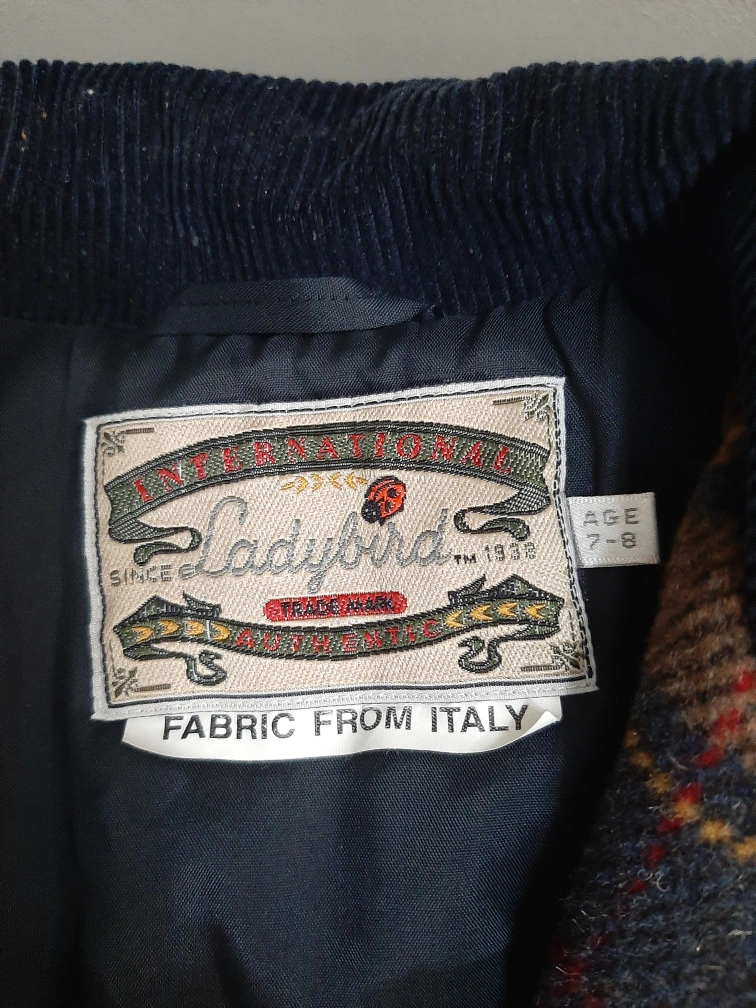 INTERNATIONAL
Ladybird
SINCE
TM 1938
TRADE MARK
AUTHENTIC
AGE
7-8
FABRIC FROM ITALY